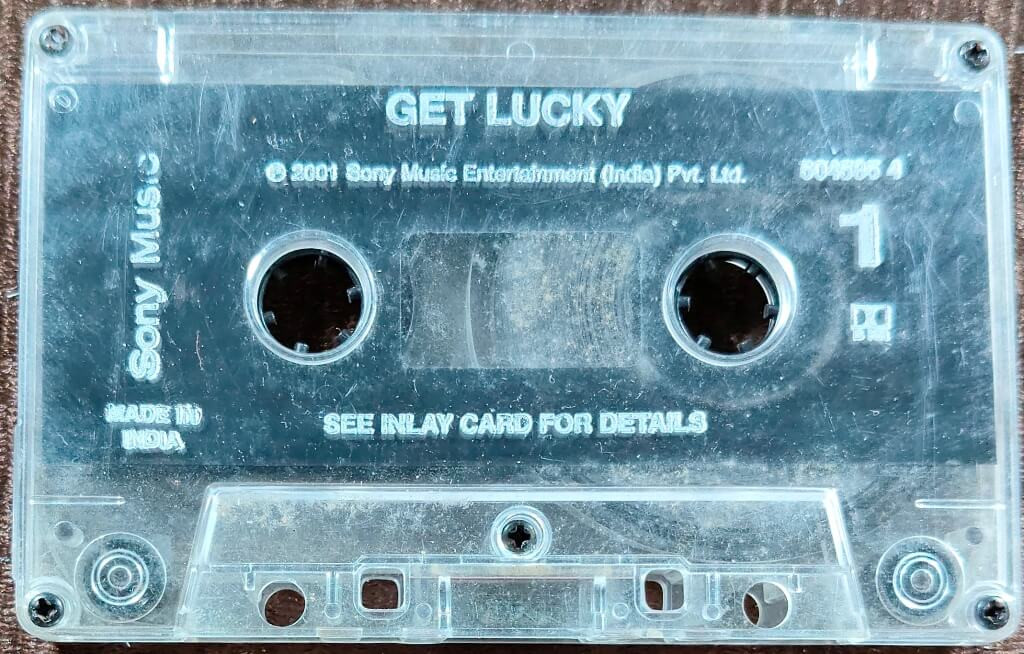 GET LUCKY
℗ 2001 Sony Music Entertainment (India) Pvt. Ltd.
Sony Music
1
MADE IN
INDIA
SEE INLAY CARD FOR DETAILS